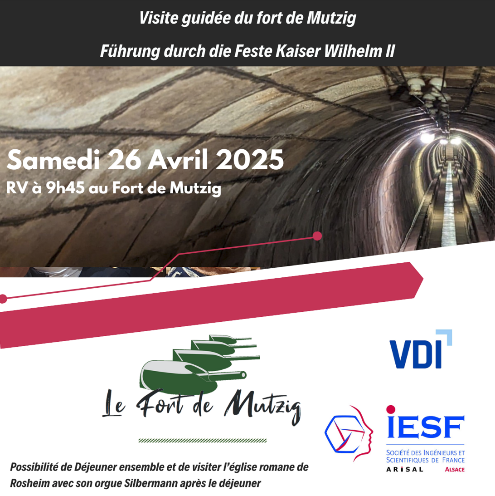 Visite guidée du fort de Mutzig
Führung durch die Feste Kaiser Wilhelm II
Samedi 26 Avril 2025
RV à 9h45 au Fort de Mutzig
Le Fort de Mutzig
VDI
iESF
SOCIÉTÉ DES INGÉNIEURS ET
SCIENTIFIQUES DE FRANCE
ARISAL ALSACE
Possibilité de Déjeuner ensemble et de visiter l'église romane de
Rosheim avec son orgue Silbermann après le déjeuner